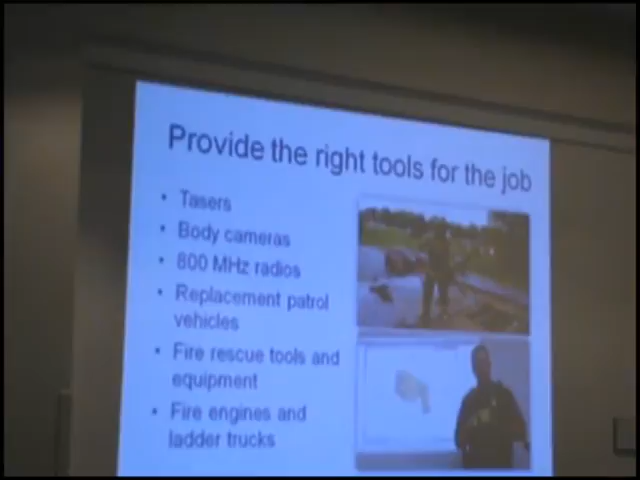 Provide the right tools for the job
• Tasers
• Body cameras
• 800 MHz radios
• Replacement patrol
vehicles
• Fire rescue tools and
equipment
• Fire engines and
ladder trucks